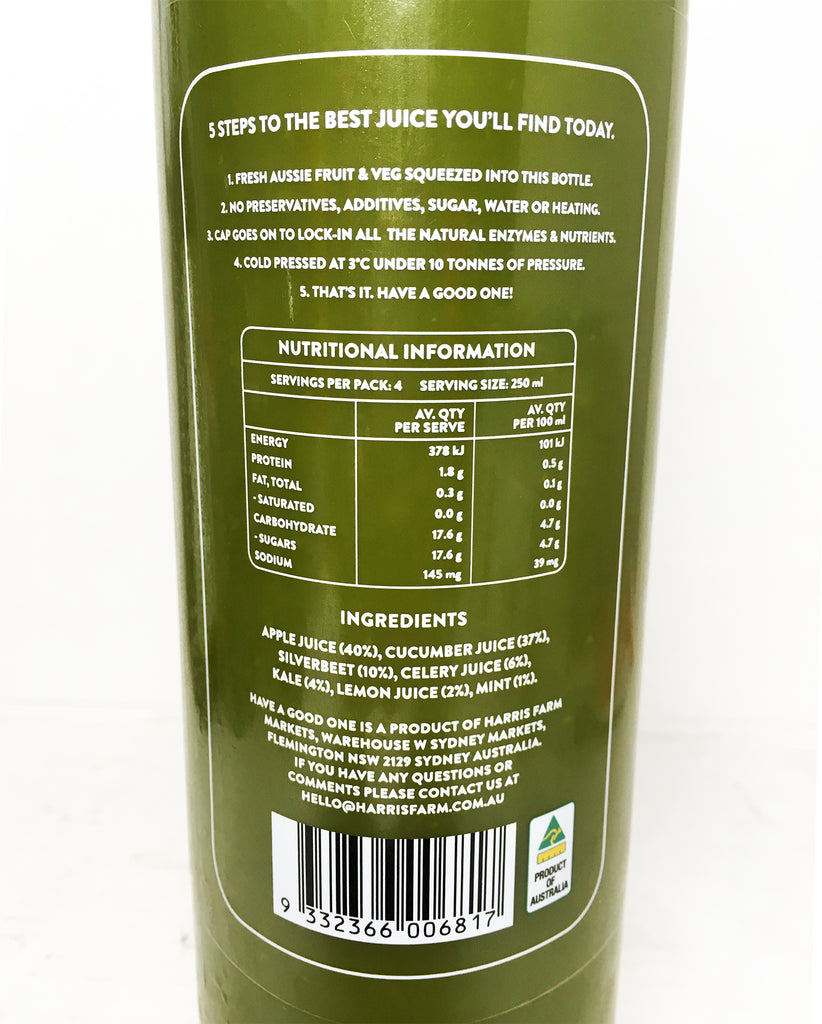 5 STEPS TO THE BEST JUICE YOU'LL FIND TODAY.
1. FRESH AUSSIE FRUIT & VEG SQUEEZED INTO THIS BOTTLE.
2. NO PRESERVATIVES, ADDITIVES, SUGAR, WATER OR HEATING.
3. CAP GOES ON TO LOCK-IN ALL THE NATURAL ENZYMES & NUTRIENTS.
4. COLD PRESSED AT 3°C UNDER 10 TONNES OF PRESSURE.
5. THAT'S IT. HAVE A GOOD ONE!
NUTRITIONAL INFORMATION
SERVINGS PER PACK: 4 SERVING SIZE: 250 ml
AV. QTY PER SERVE AV. QTY PER 100 ml
ENERGY 378 kJ 101 kJ
PROTEIN 1.8 g 0.5 g
FAT, TOTAL 0.3 g 0.1 g
- SATURATED 0.0 g 0.0 g
CARBOHYDRATE 17.6 g 4.7 g
- SUGARS 17.6 g 4.7 g
SODIUM 145 mg 39 mg
INGREDIENTS
APPLE JUICE (40%), CUCUMBER JUICE (37%),
SILVERBEET (10%), CELERY JUICE (6%),
KALE (4%), LEMON JUICE (2%), MINT (1%).
HAVE A GOOD ONE IS A PRODUCT OF HARRIS FARM
MARKETS, WAREHOUSE W SYDNEY MARKETS,
FLEMINGTON NSW 2129 SYDNEY AUSTRALIA.
IF YOU HAVE ANY QUESTIONS OR
COMMENTS PLEASE CONTACT US AT
HELLO@HARRISFARM.COM.AU
9 332366 006817
PRODUCT
OF
AUSTRALIA